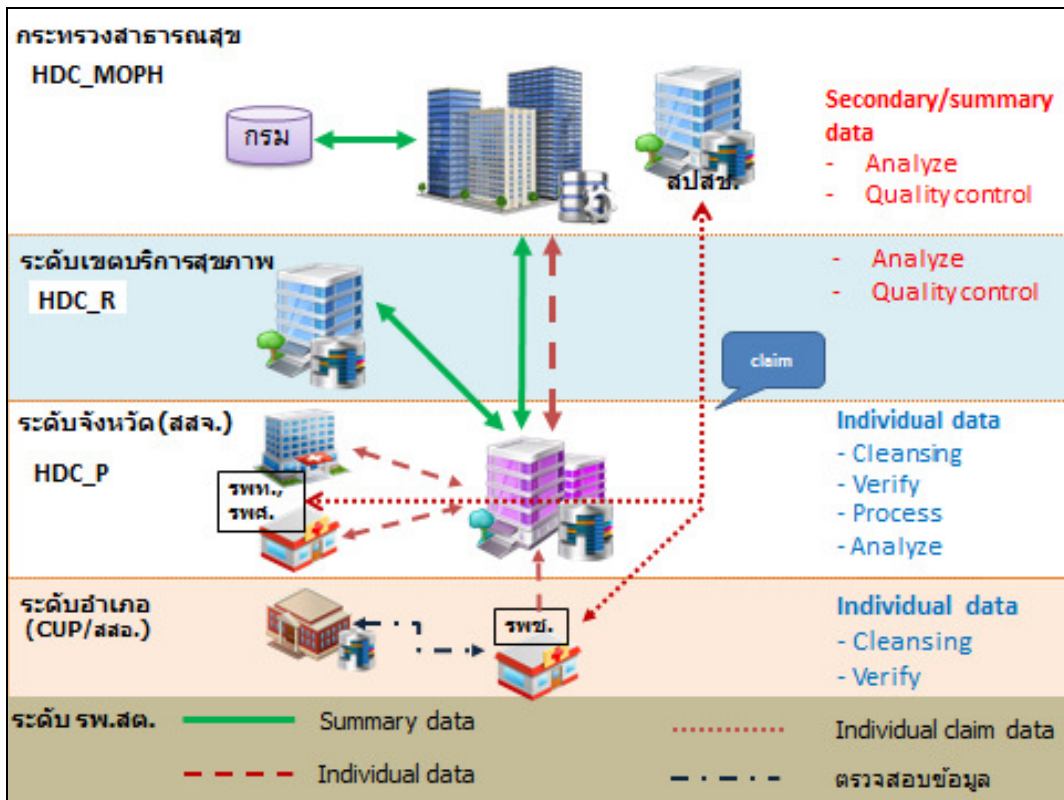 กระทรวงสาธารณสุข
HDC_MOPH
กรม
สปสช.
Secondary/summary
data
- Analyze
- Quality control
ระดับเขตบริการสุขภาพ
HDC_R
- Analyze
- Quality control
claim
ระดับจังหวัด(สสจ.)
HDC_P
รพท.,
รพศ.
Individual data
- Cleansing
- Verify
- Process
- Analyze
ระดับอำเภอ
(CUP/สสอ.)
รพช.
Individual data
- Cleansing
- Verify
ระดับ รพ.สต.
Summary data
Individual claim data
Individual data
ตรวจสอบข้อมูล